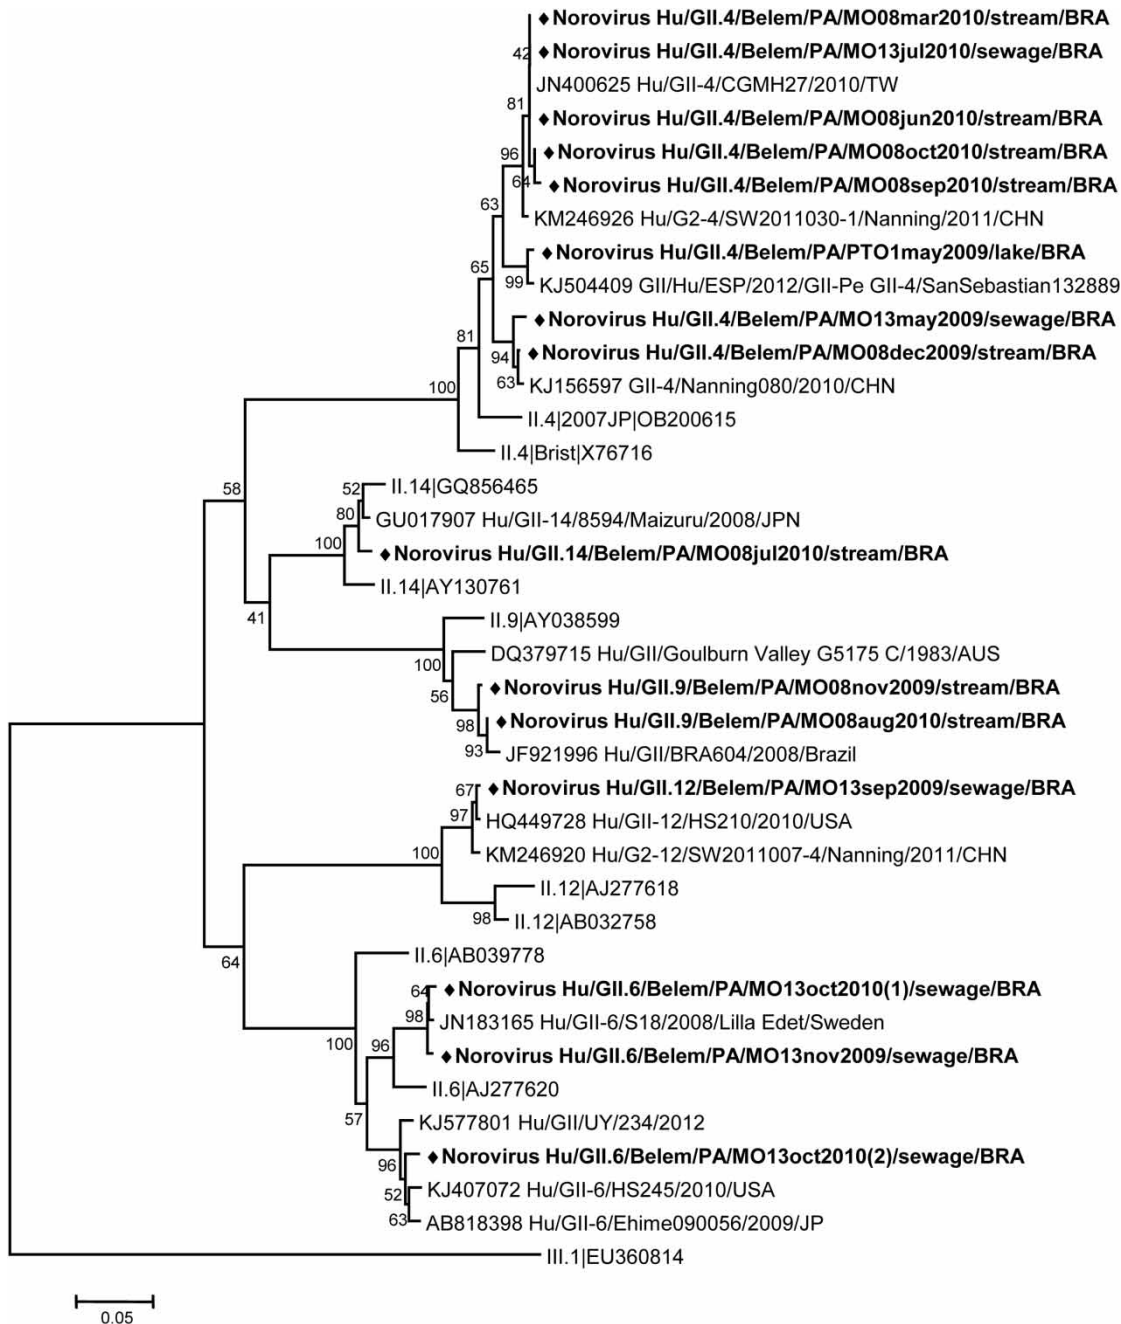 ♦Norovirus Hu/GII.4/Belem/PA/MO08mar2010/stream/BRA
42
♦Norovirus Hu/GII.4/Belem/PA/MO13jul2010/sewage/BRA
JN400625 Hu/GII-4/CGMH27/2010/TW
81
♦Norovirus Hu/GII.4/Belem/PA/MO08jun2010/stream/BRA
96
♦Norovirus Hu/GII.4/Belem/PA/MO08oct2010/stream/BRA
64
♦Norovirus Hu/GII.4/Belem/PA/MO08sep2010/stream/BRA
63
KM246926 Hu/G2-4/SW2011030-1/Nanning/2011/CHN
♦Norovirus Hu/GII.4/Belem/PA/PTO1may2009/lake/BRA
65
99
KJ504409 GII/Hu/ESP/2012/GII-Pe GII-4/SanSebastian132889
♦Norovirus Hu/GII.4/Belem/PA/MO13may2009/sewage/BRA
81
94
♦Norovirus Hu/GII.4/Belem/PA/MO08dec2009/stream/BRA
100
63
KJ156597 GII-4/Nanning080/2010/CHN
II.4|2007JP|OB200615
II.4|Brist|X76716
58
52
II.14|GQ856465
80
GU017907 Hu/GII-14/8594/Maizuru/2008/JPN
100
♦Norovirus Hu/GII.14/Belem/PA/MO08jul2010/stream/BRA
II.14|AY130761
41
II.9|AY038599
100
DQ379715 Hu/GII/Goulburn Valley G5175 C/1983/AUS
56
♦Norovirus Hu/GII.9/Belem/PA/MO08nov2009/stream/BRA
98
♦Norovirus Hu/GII.9/Belem/PA/MO08aug2010/stream/BRA
93
JF921996 Hu/GII/BRA604/2008/Brazil
67
♦Norovirus Hu/GII.12/Belem/PA/MO13sep2009/sewage/BRA
97
HQ449728 Hu/GII-12/HS210/2010/USA
100
KM246920 Hu/G2-12/SW2011007-4/Nanning/2011/CHN
II.12|AJ277618
98
II.12|AB032758
64
II.6|AB039778
64
♦Norovirus Hu/GII.6/Belem/PA/MO13oct2010(1)/sewage/BRA
98
JN183165 Hu/GII-6/S18/2008/Lilla Edet/Sweden
100
96
♦Norovirus Hu/GII.6/Belem/PA/MO13nov2009/sewage/BRA
II.6|AJ277620
57
KJ577801 Hu/GII/UY/234/2012
96
♦Norovirus Hu/GII.6/Belem/PA/MO13oct2010(2)/sewage/BRA
52
KJ407072 Hu/GII-6/HS245/2010/USA
63
AB818398 Hu/GII-6/Ehime090056/2009/JP
III.1|EU360814
0.05